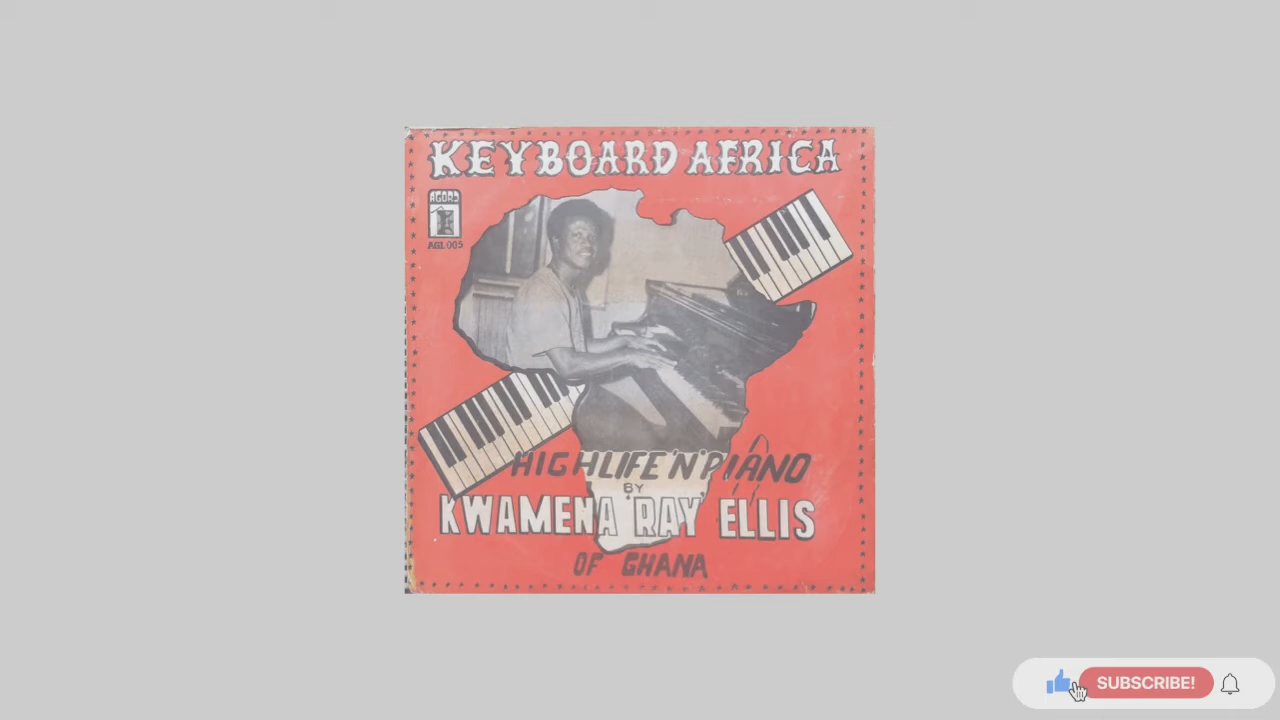 KEYBOARD AFRICA
AGORO
AGL 005
HIGHLIFE 'N' PIANO
BY
KWAMENA 'RAY' ELLIS
OF GHANA
SUBSCRIBE!